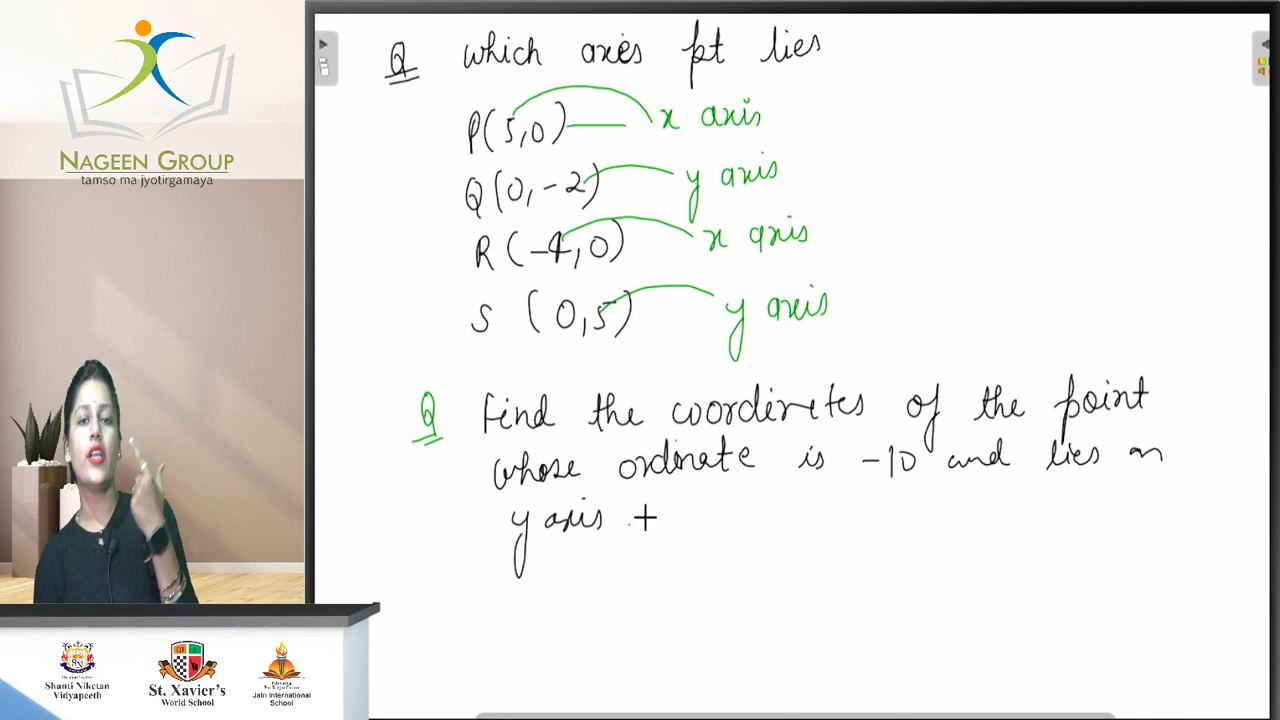 NAGEEN GROUP
tamso ma jyotirgamaya
Q which axis pt lies
P(5,0) x axis
Q(0,-2) y axis
R(-4,0) x axis
S (0,5) y axis
Q Find the coordinates of the point
whose ordinate is -10 and lies on
y axis
Shanti Niketan
Vidyapeeth
St. Xavier's
World School
Jain International
School